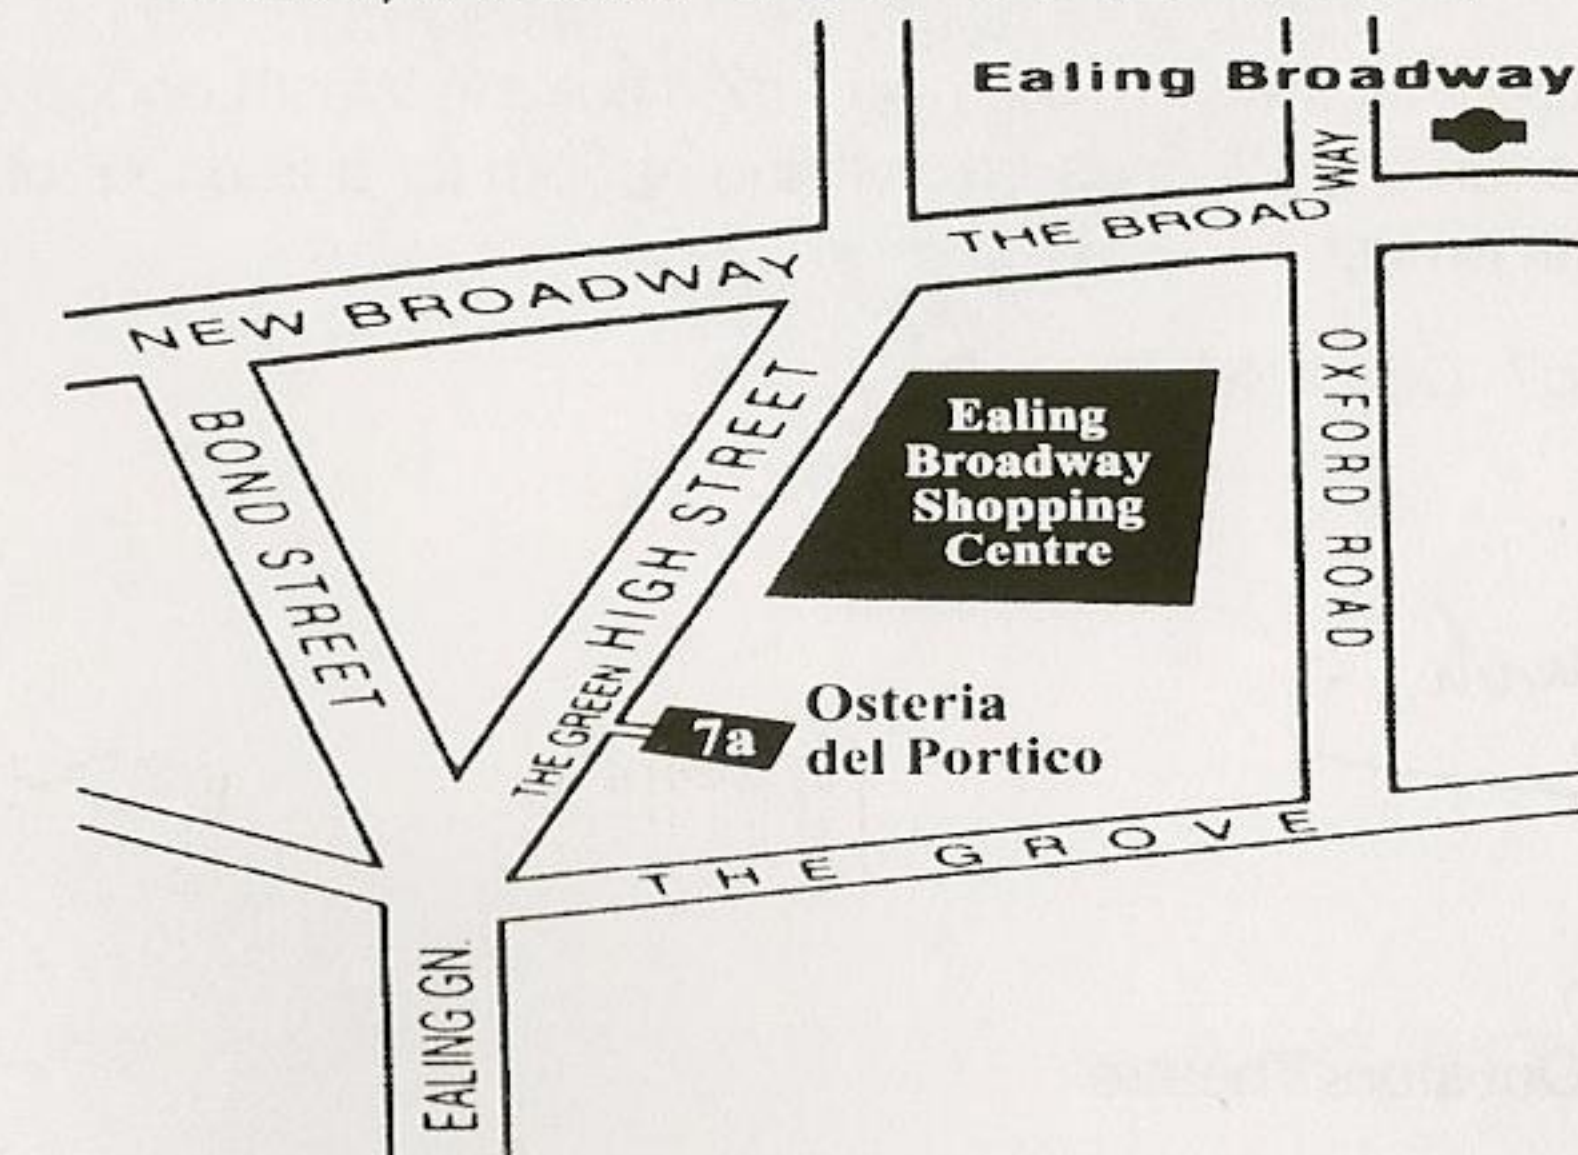 Ealing Broadway
THE BROADWAY
NEW BROADWAY
BOND STREET
HIGH STREET
THE GREEN
OXFORD ROAD
Ealing
Broadway
Shopping
Centre
7a
Osteria
del Portico
THE GROVE
EALING GN.